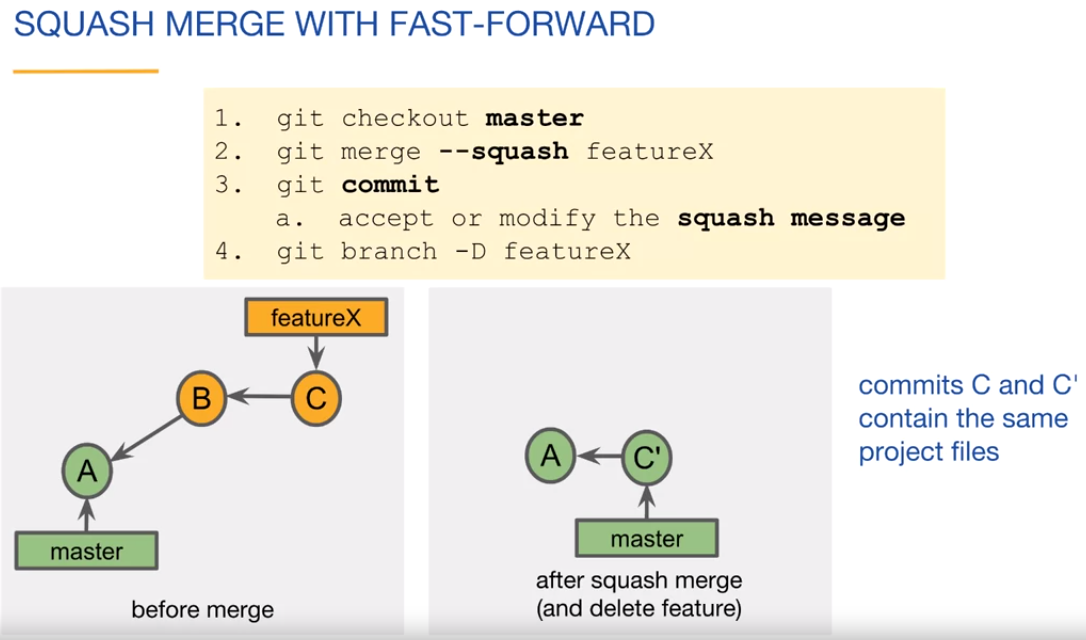 SQUASH MERGE WITH FAST-FORWARD
1. git checkout master
2. git merge --squash featureX
3. git commit
a. accept or modify the squash message
4. git branch -D featureX
featureX
B
C
A
master
before merge
A
C'
master
after squash merge
(and delete feature)
commits C and C'
contain the same
project files